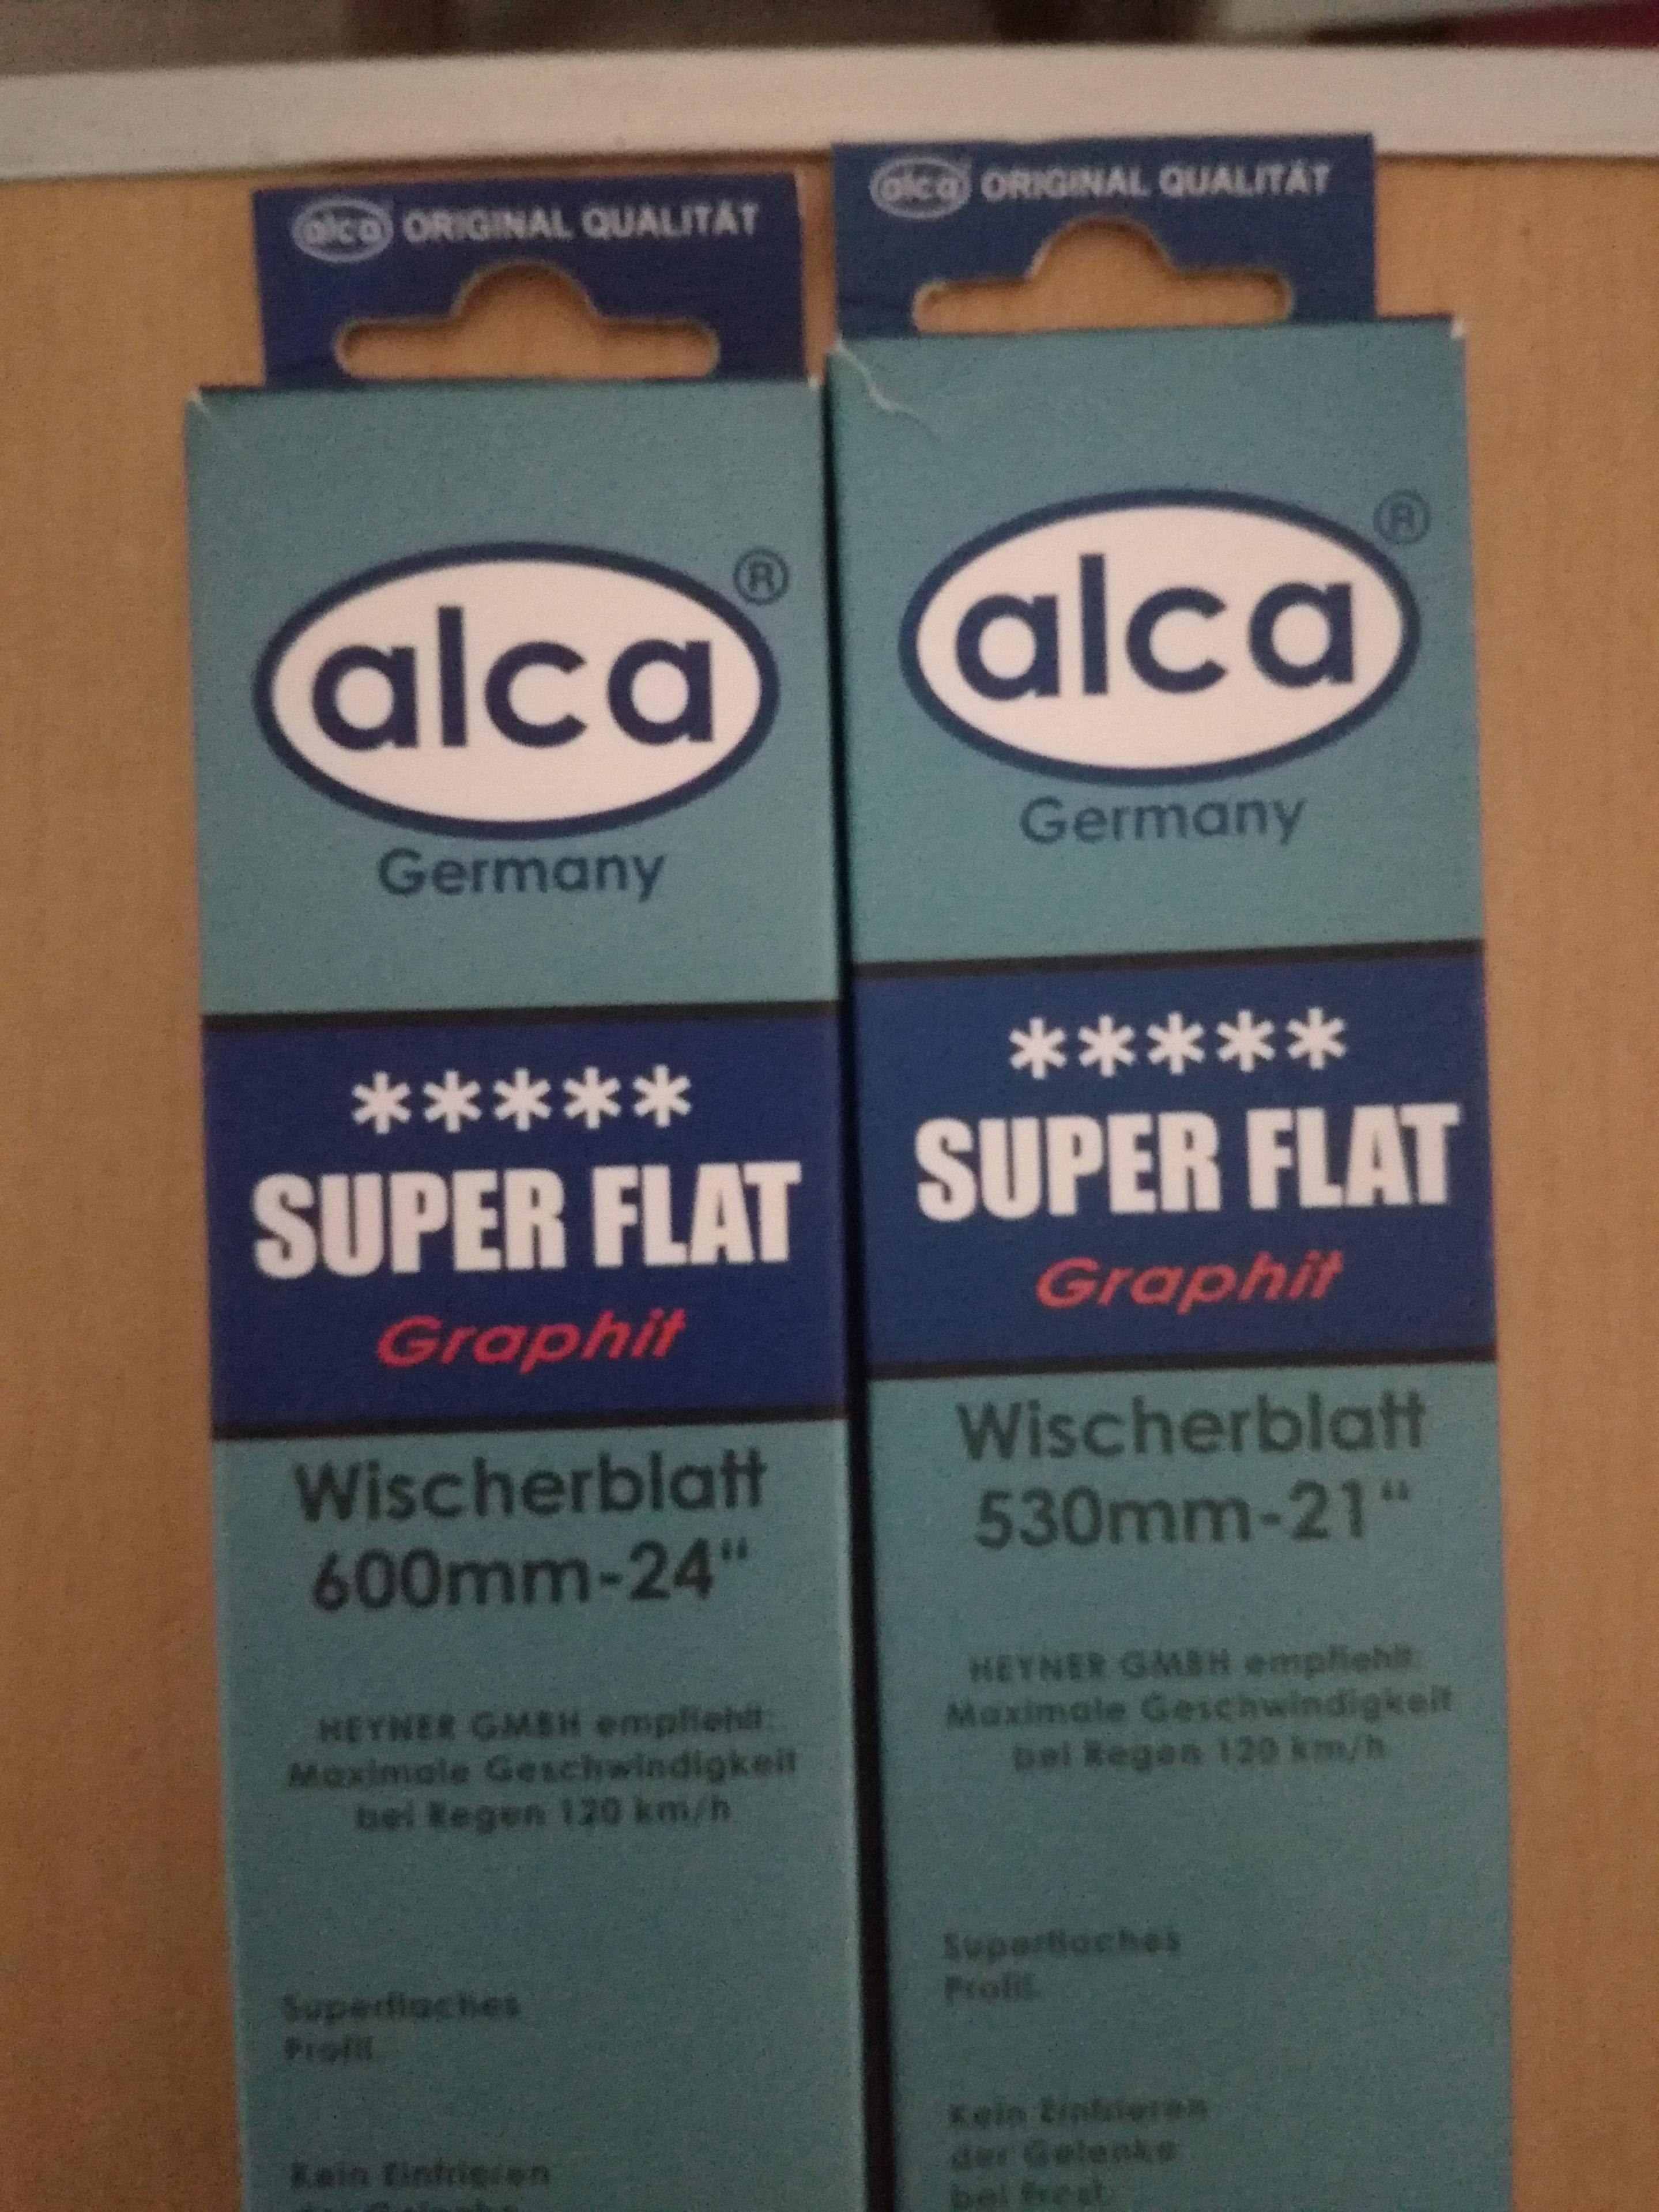 alca ORIGINAL QUALITÄT
alca®
Germany
*****
SUPER FLAT
Graphit
Wischerblatt
600mm-24“
HEYNER GMBH empfiehlt:
Maximale Geschwindigkeit
bei Regen 120 km/h
Superflaches
Profil.
Kein Einfrieren
der Gelenke
alca ORIGINAL QUALITÄT
alca®
Germany
*****
SUPER FLAT
Graphit
Wischerblatt
530mm-21“
HEYNER GMBH empfiehlt:
Maximale Geschwindigkeit
bei Regen 120 km/h
Superflaches
Profil.
Kein Einfrieren
der Gelenke
bei Frost.